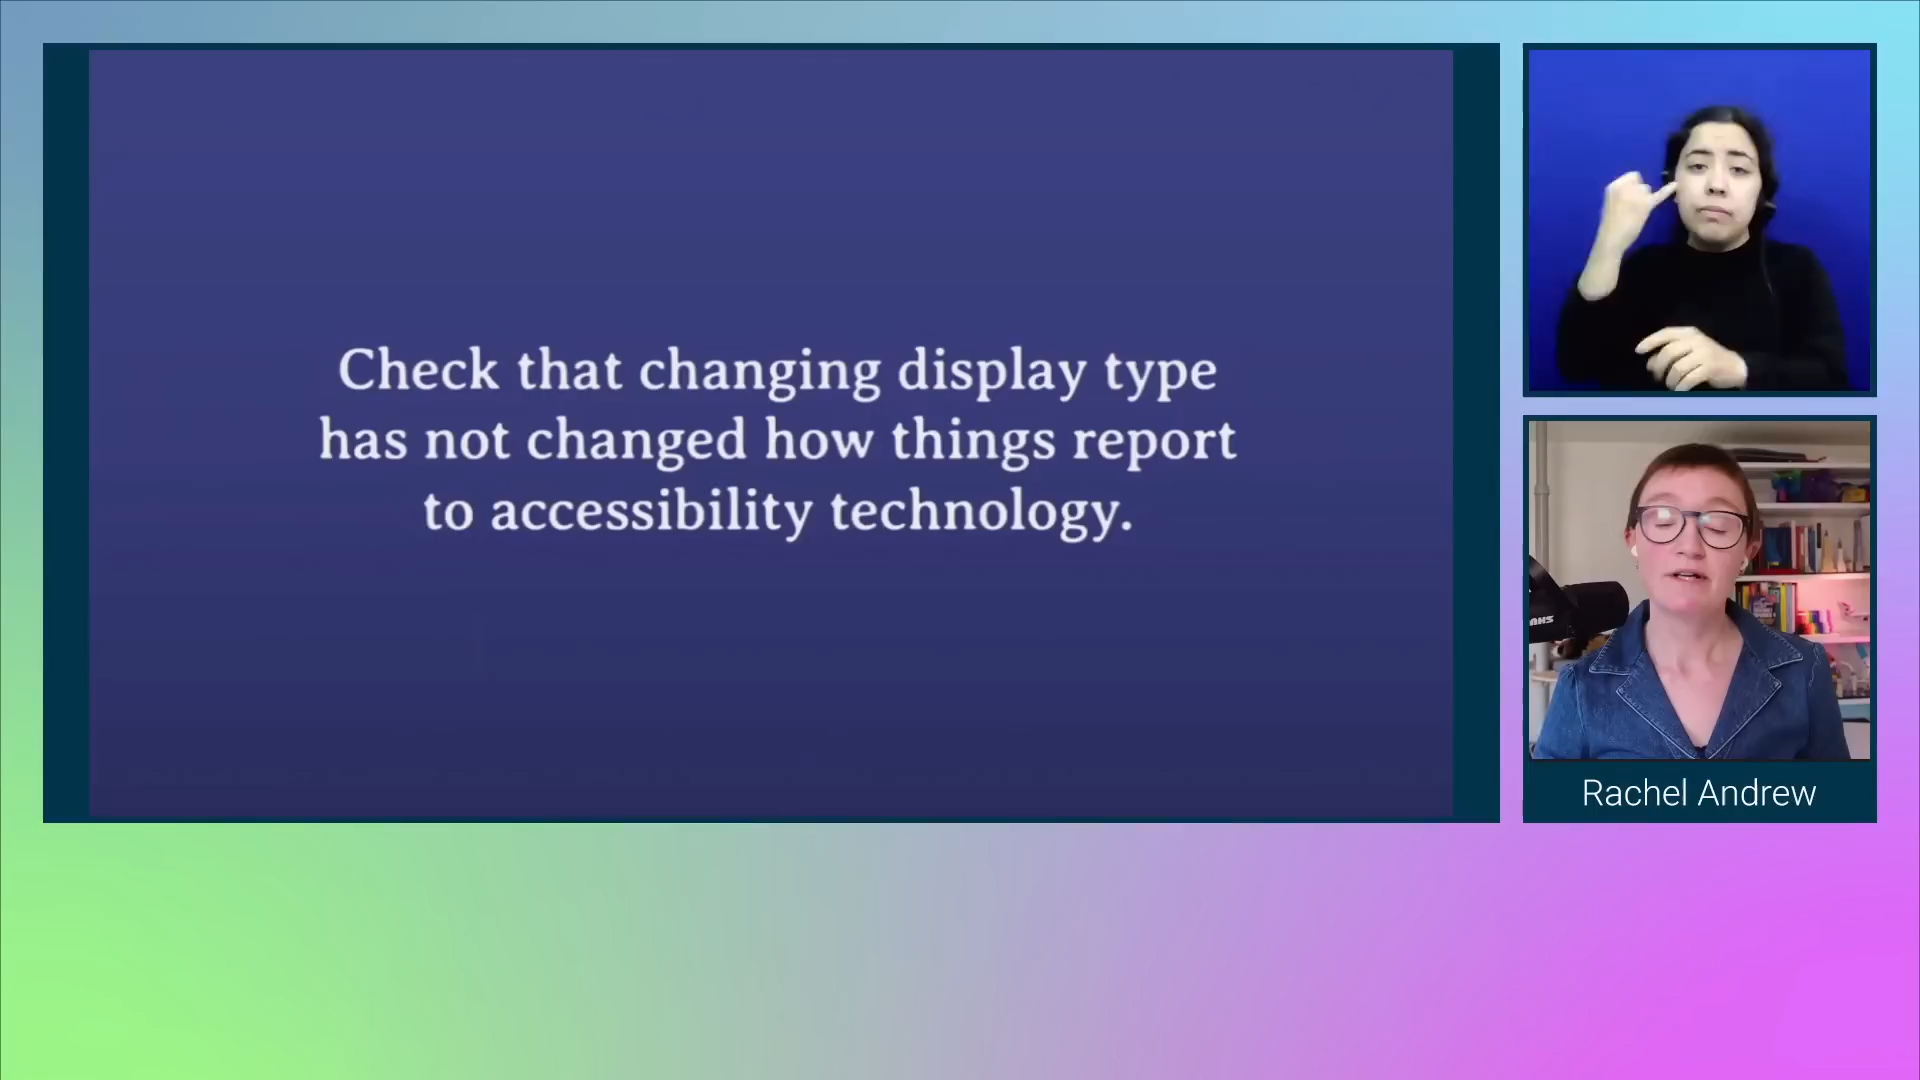 Check that changing display type
has not changed how things report
to accessibility technology.
Rachel Andrew